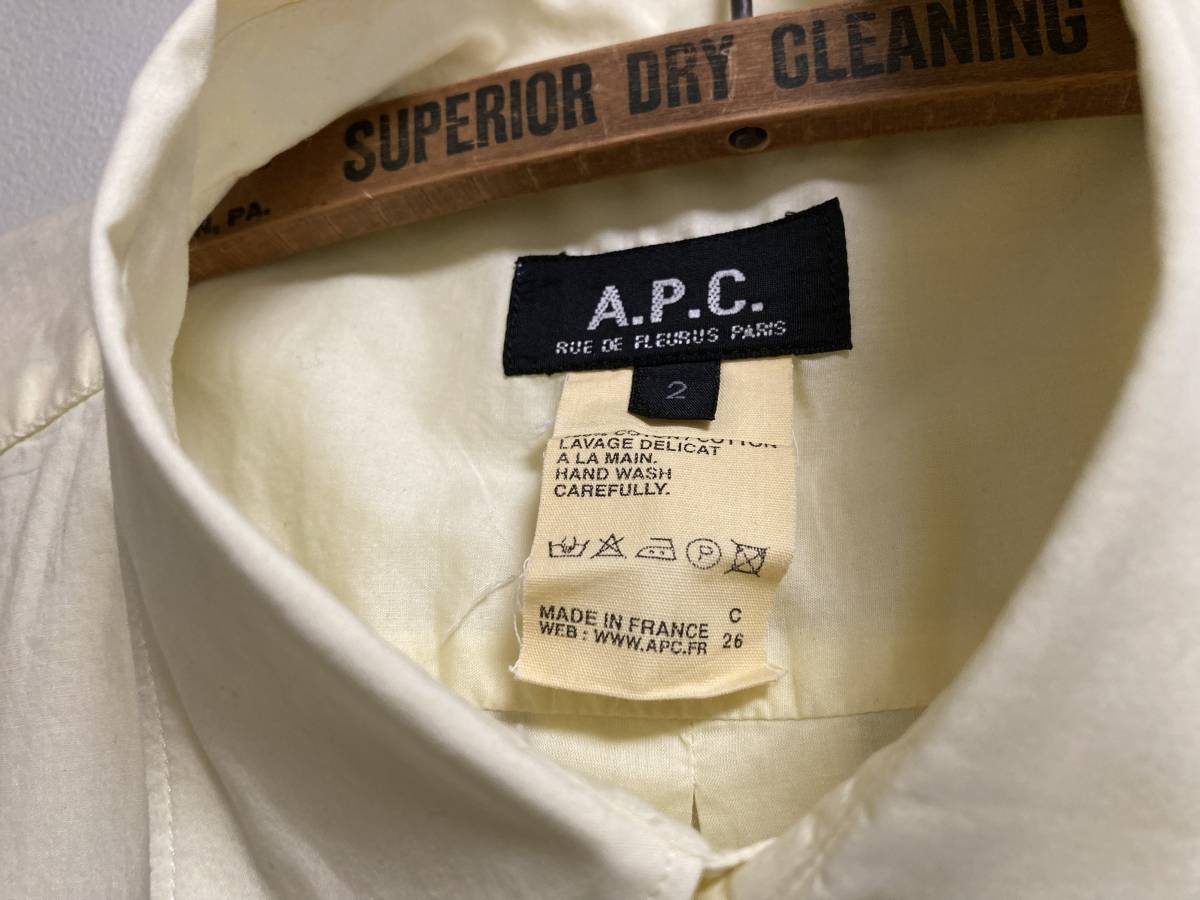 SUPERIOR DRY CLEANING
PA.
A.P.C.
RUE DE FLEURUS PARIS
2
LAVAGE DELICAT
A LA MAIN.
HAND WASH
CAREFULLY.
P
MADE IN FRANCE C
WEB : WWW.APC.FR 26